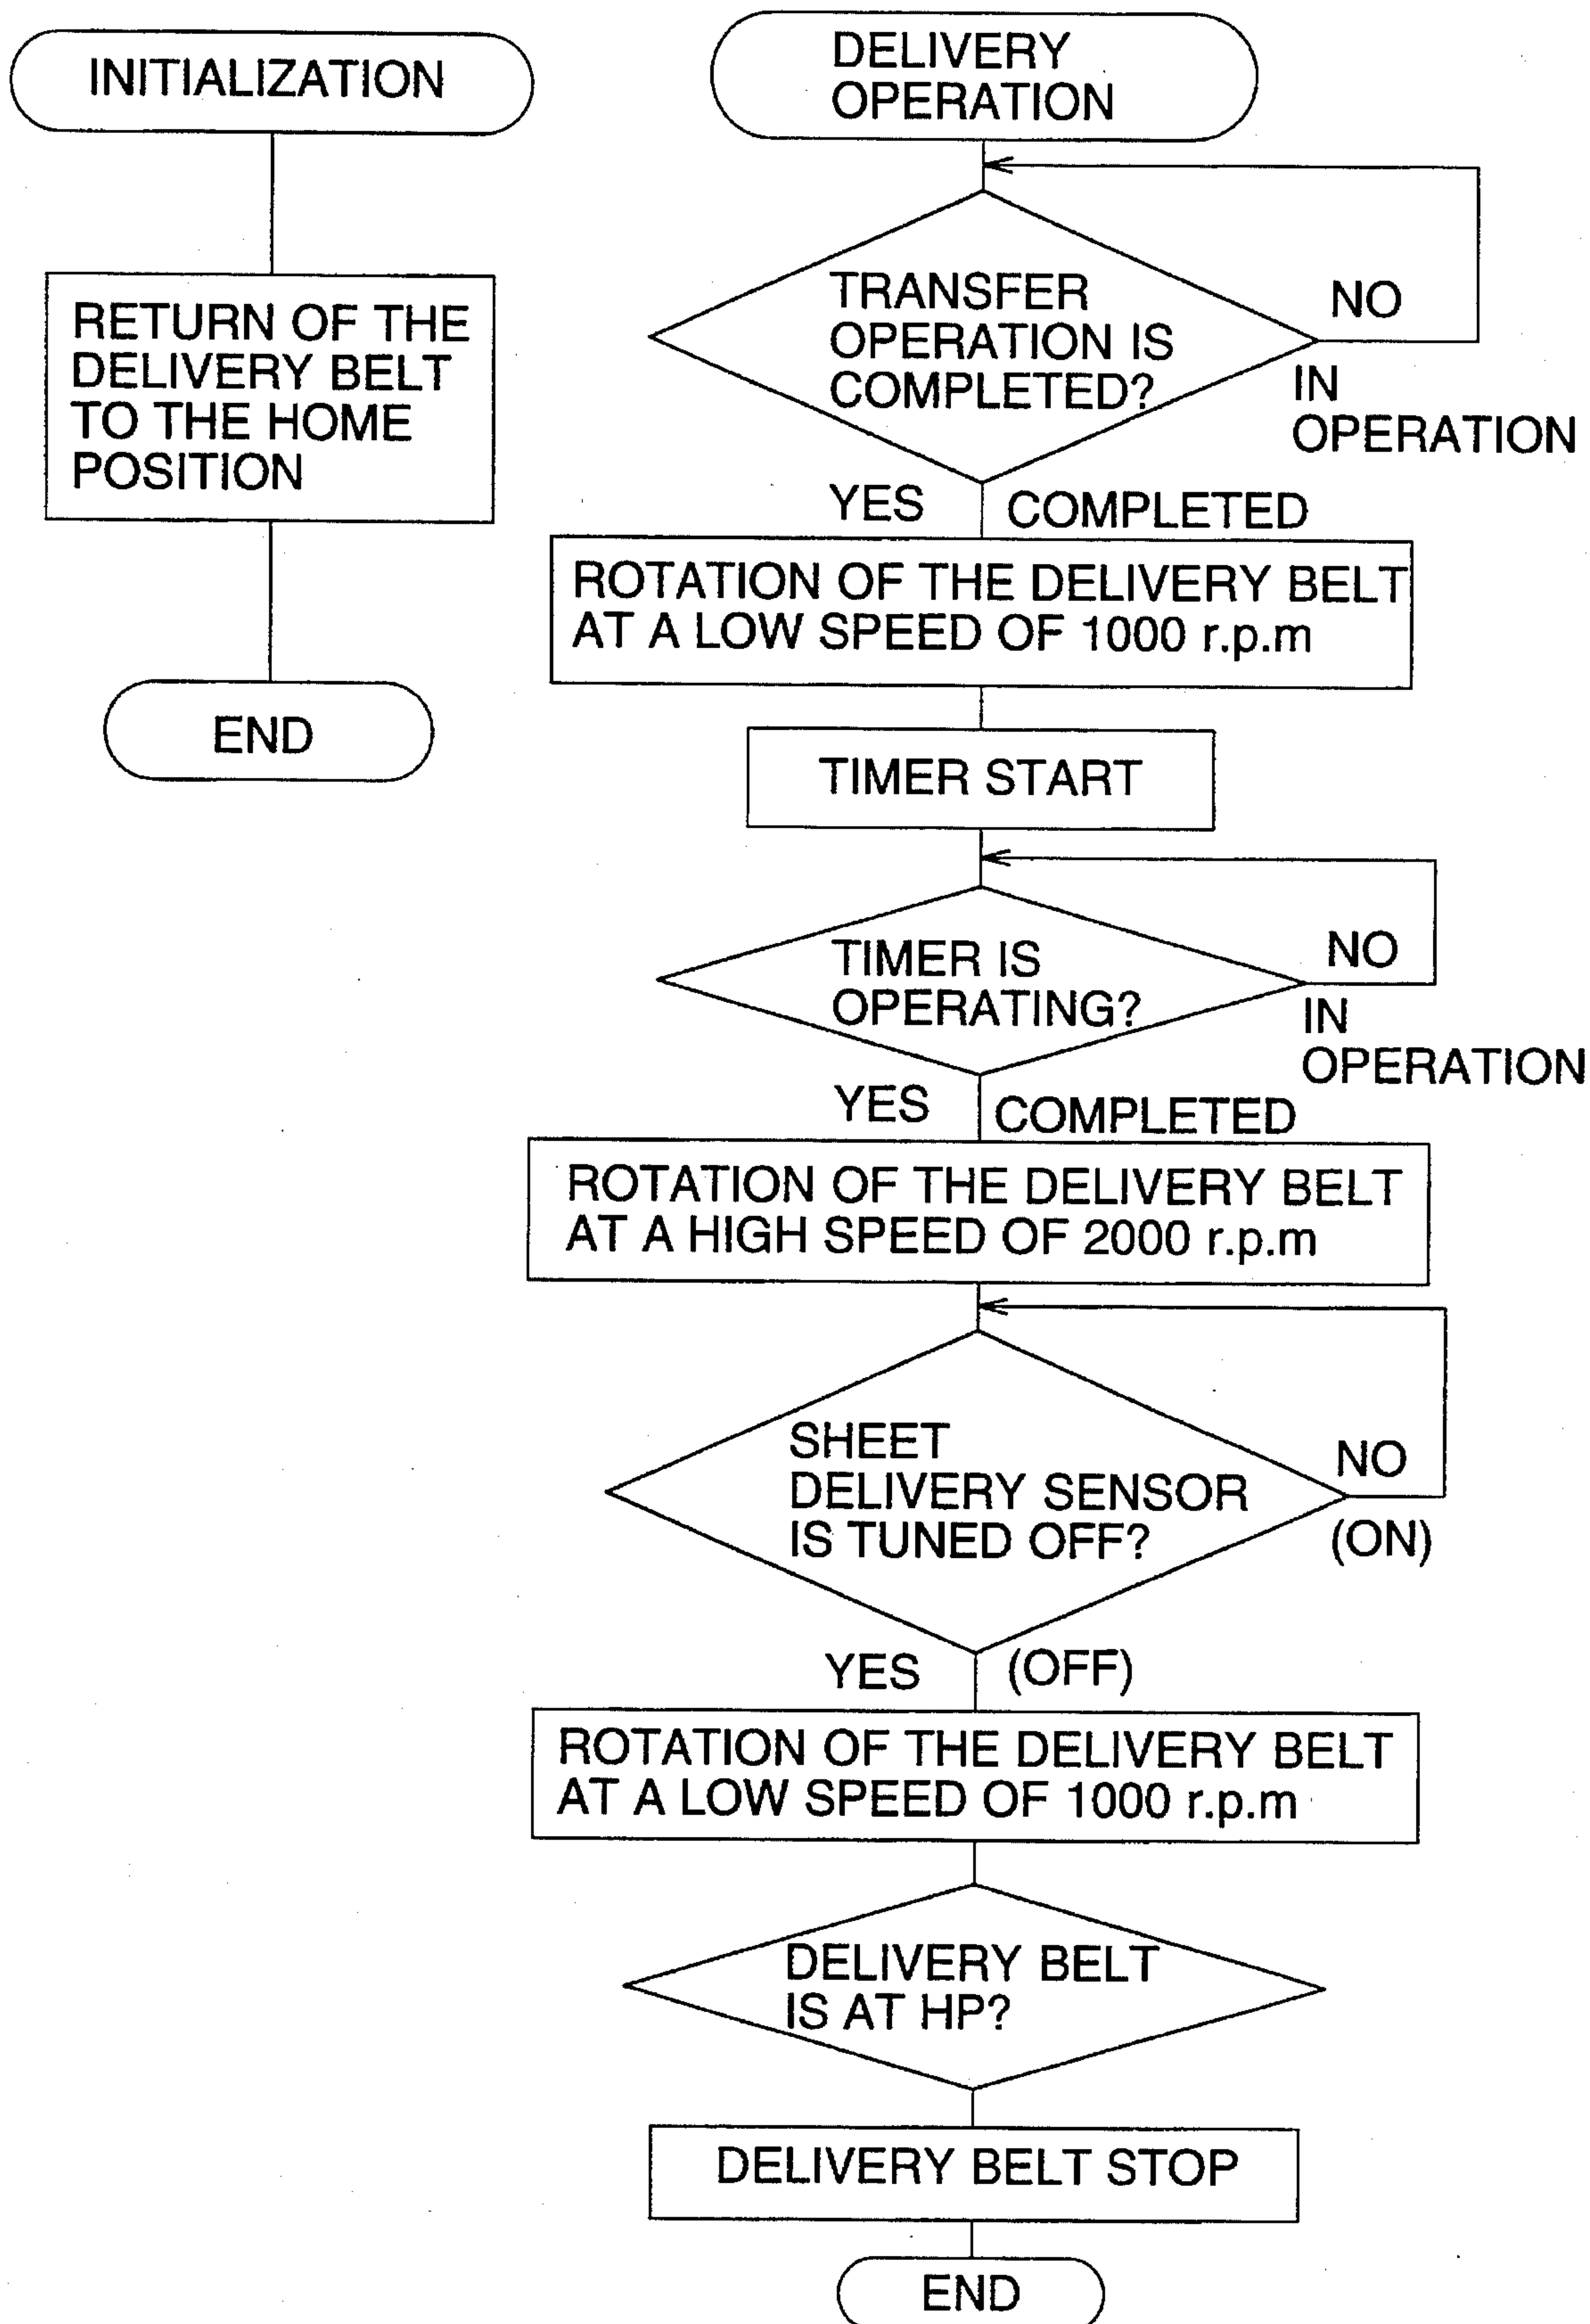 INITIALIZATION
RETURN OF THE
DELIVERY BELT
TO THE HOME
POSITION
END
DELIVERY
OPERATION
TRANSFER
OPERATION IS
COMPLETED?
NO
IN
OPERATION
YES
COMPLETED
ROTATION OF THE DELIVERY BELT
AT A LOW SPEED OF 1000 r.p.m
TIMER START
TIMER IS
OPERATING?
NO
IN
OPERATION
YES
COMPLETED
ROTATION OF THE DELIVERY BELT
AT A HIGH SPEED OF 2000 r.p.m
SHEET
DELIVERY SENSOR
IS TUNED OFF?
NO
(ON)
YES
(OFF)
ROTATION OF THE DELIVERY BELT
AT A LOW SPEED OF 1000 r.p.m
DELIVERY BELT
IS AT HP?
DELIVERY BELT STOP
END